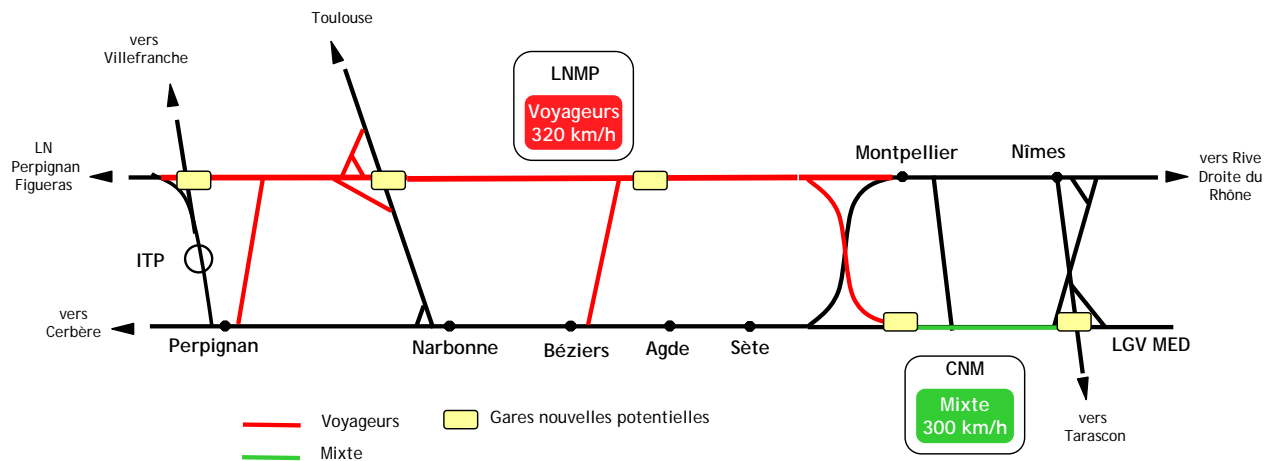 Toulouse
vers
Villefranche
LNMP
Voyageurs
320 km/h
LN
Perpignan
Figueras
Montpellier
Nîmes
vers Rive
Droite du
Rhône
ITP
vers
Cerbère
Perpignan
Narbonne
Béziers
Agde
Sète
LGV MED
CNM
Mixte
300 km/h
vers
Tarascon
Voyageurs
Gares nouvelles potentielles
Mixte